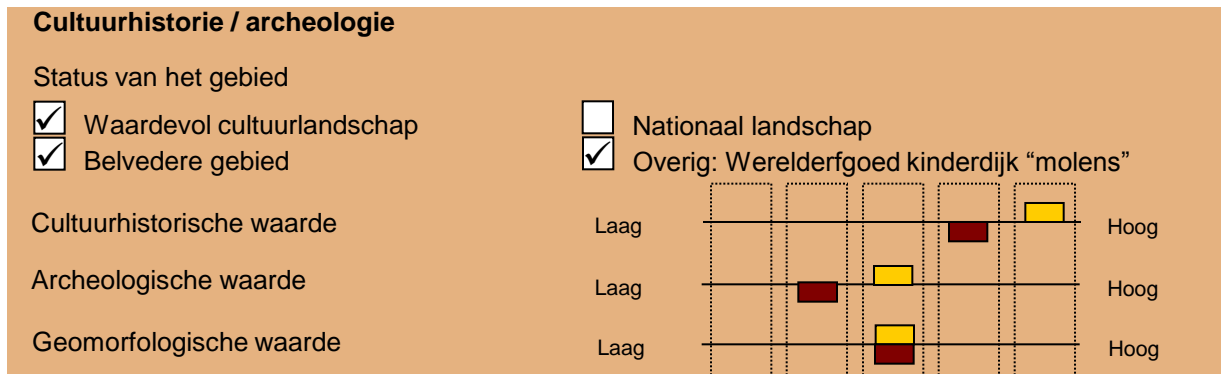 Cultuurhistorie / archeologie
Status van het gebied
Waardevol cultuurlandschap
Nationaal landschap
Belvedere gebied
Overig: Werelderfgoed kinderdijk “molens”
Cultuurhistorische waarde Laag Hoog
Archeologische waarde Laag Hoog
Geomorfologische waarde Laag Hoog